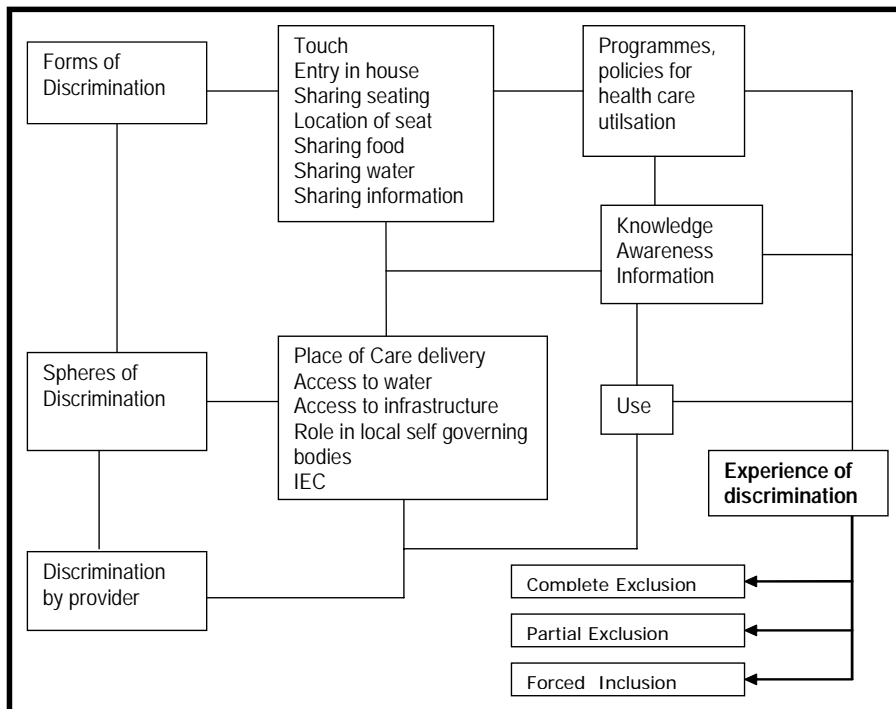 Forms of
Discrimination
Touch
Entry in house
Sharing seating
Location of seat
Sharing food
Sharing water
Sharing information
Programmes,
policies for
health care
utilsation
Knowledge
Awareness
Information
Spheres of
Discrimination
Place of Care delivery
Access to water
Access to infrastructure
Role in local self governing
bodies
IEC
Use
Experience of
discrimination
Discrimination
by provider
Complete Exclusion
Partial Exclusion
Forced Inclusion